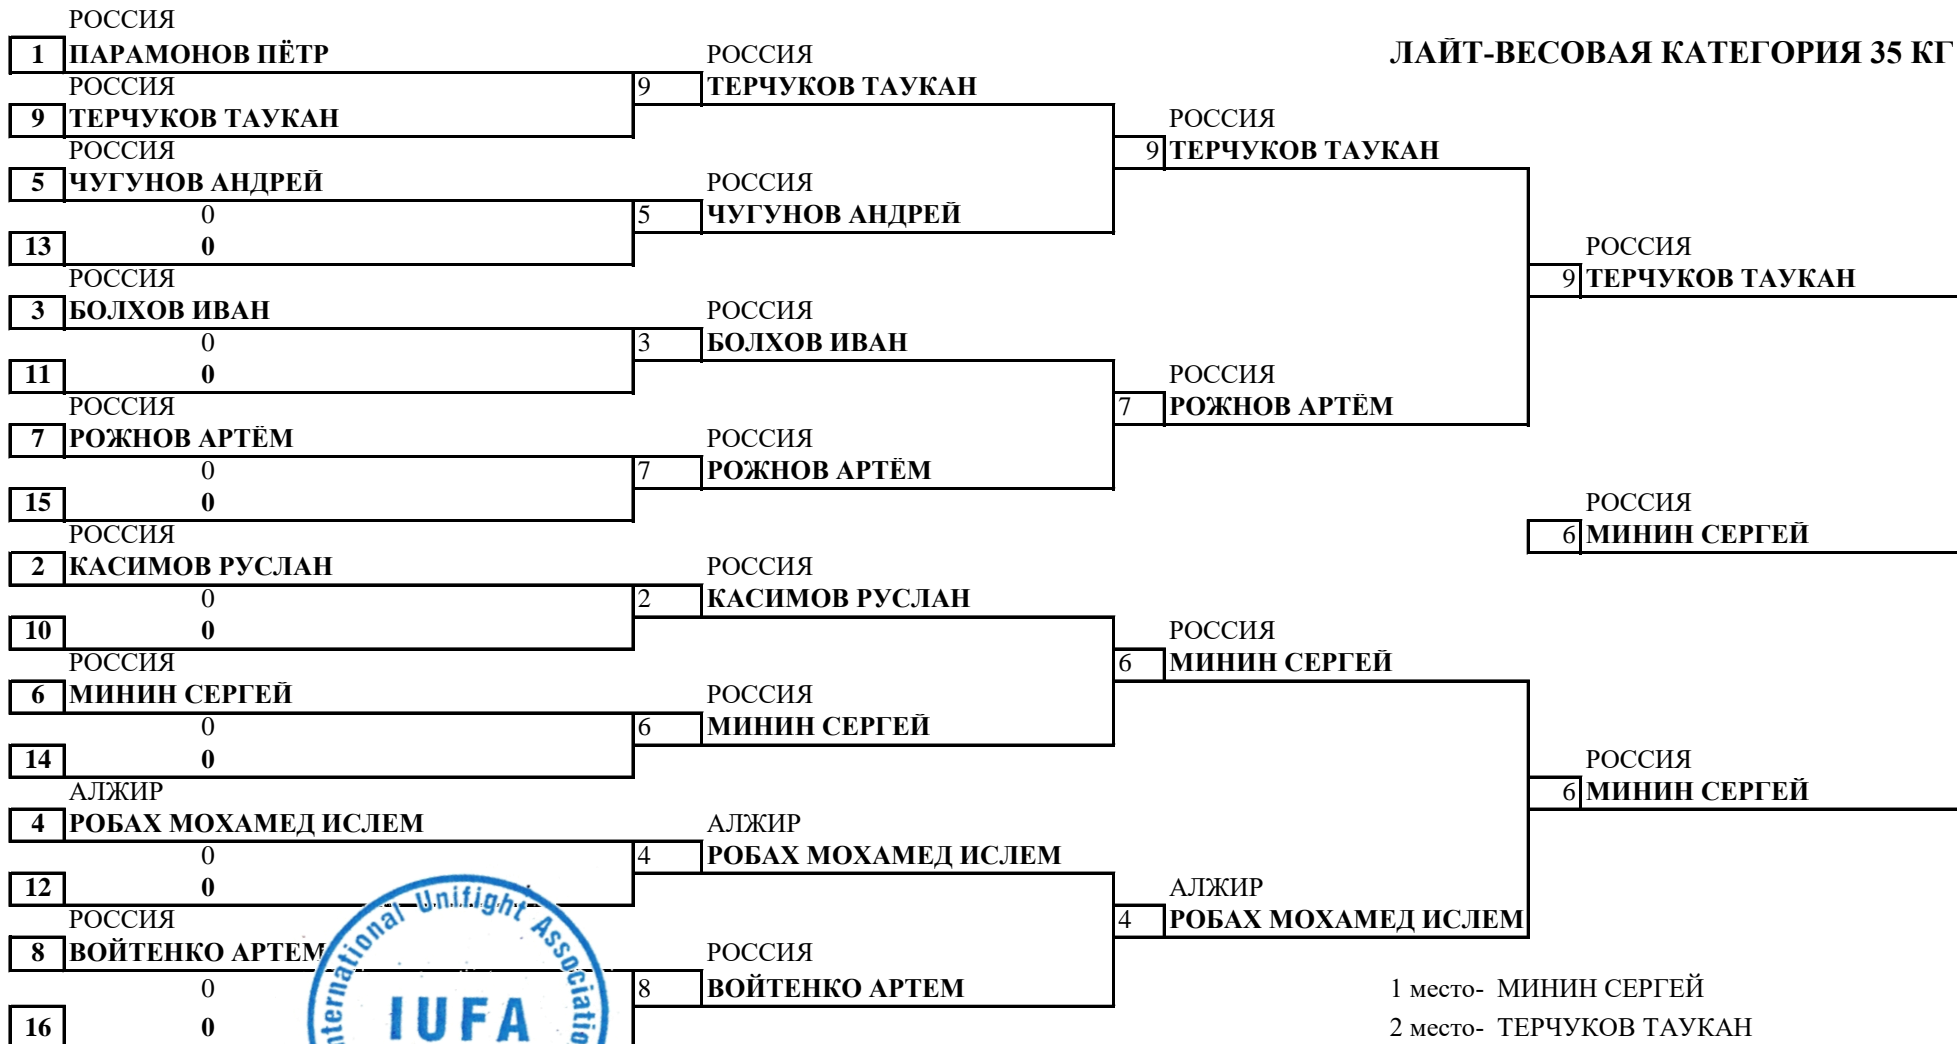 РОССИЯ
1 ПАРАМОНОВ ПЁТР РОССИЯ ЛАЙТ-ВЕСОВАЯ КАТЕГОРИЯ 35 КГ
РОССИЯ 9 ТЕРЧУКОВ ТАУКАН
9 ТЕРЧУКОВ ТАУКАН РОССИЯ
РОССИЯ 9 ТЕРЧУКОВ ТАУКАН
5 ЧУГУНОВ АНДРЕЙ РОССИЯ
0 5 ЧУГУНОВ АНДРЕЙ
13 0 РОССИЯ
РОССИЯ 9 ТЕРЧУКОВ ТАУКАН
3 БОЛХОВ ИВАН РОССИЯ
0 3 БОЛХОВ ИВАН
11 0 РОССИЯ
РОССИЯ 7 РОЖНОВ АРТЁМ
7 РОЖНОВ АРТЁМ РОССИЯ
0 7 РОЖНОВ АРТЁМ
15 0 РОССИЯ
РОССИЯ 6 МИНИН СЕРГЕЙ
2 КАСИМОВ РУСЛАН РОССИЯ
0 2 КАСИМОВ РУСЛАН
10 0 РОССИЯ
РОССИЯ 6 МИНИН СЕРГЕЙ
6 МИНИН СЕРГЕЙ РОССИЯ
0 6 МИНИН СЕРГЕЙ
14 0 РОССИЯ
АЛЖИР 6 МИНИН СЕРГЕЙ
4 РОБАХ МОХАМЕД ИСЛЕМ АЛЖИР
0 4 РОБАХ МОХАМЕД ИСЛЕМ
12 0 АЛЖИР
РОССИЯ 4 РОБАХ МОХАМЕД ИСЛЕМ
8 ВОЙТЕНКО АРТЕМ РОССИЯ
0 8 ВОЙТЕНКО АРТЕМ 1 место- МИНИН СЕРГЕЙ
16 0 2 место- ТЕРЧУКОВ ТАУКАН
Unifight
IUFA